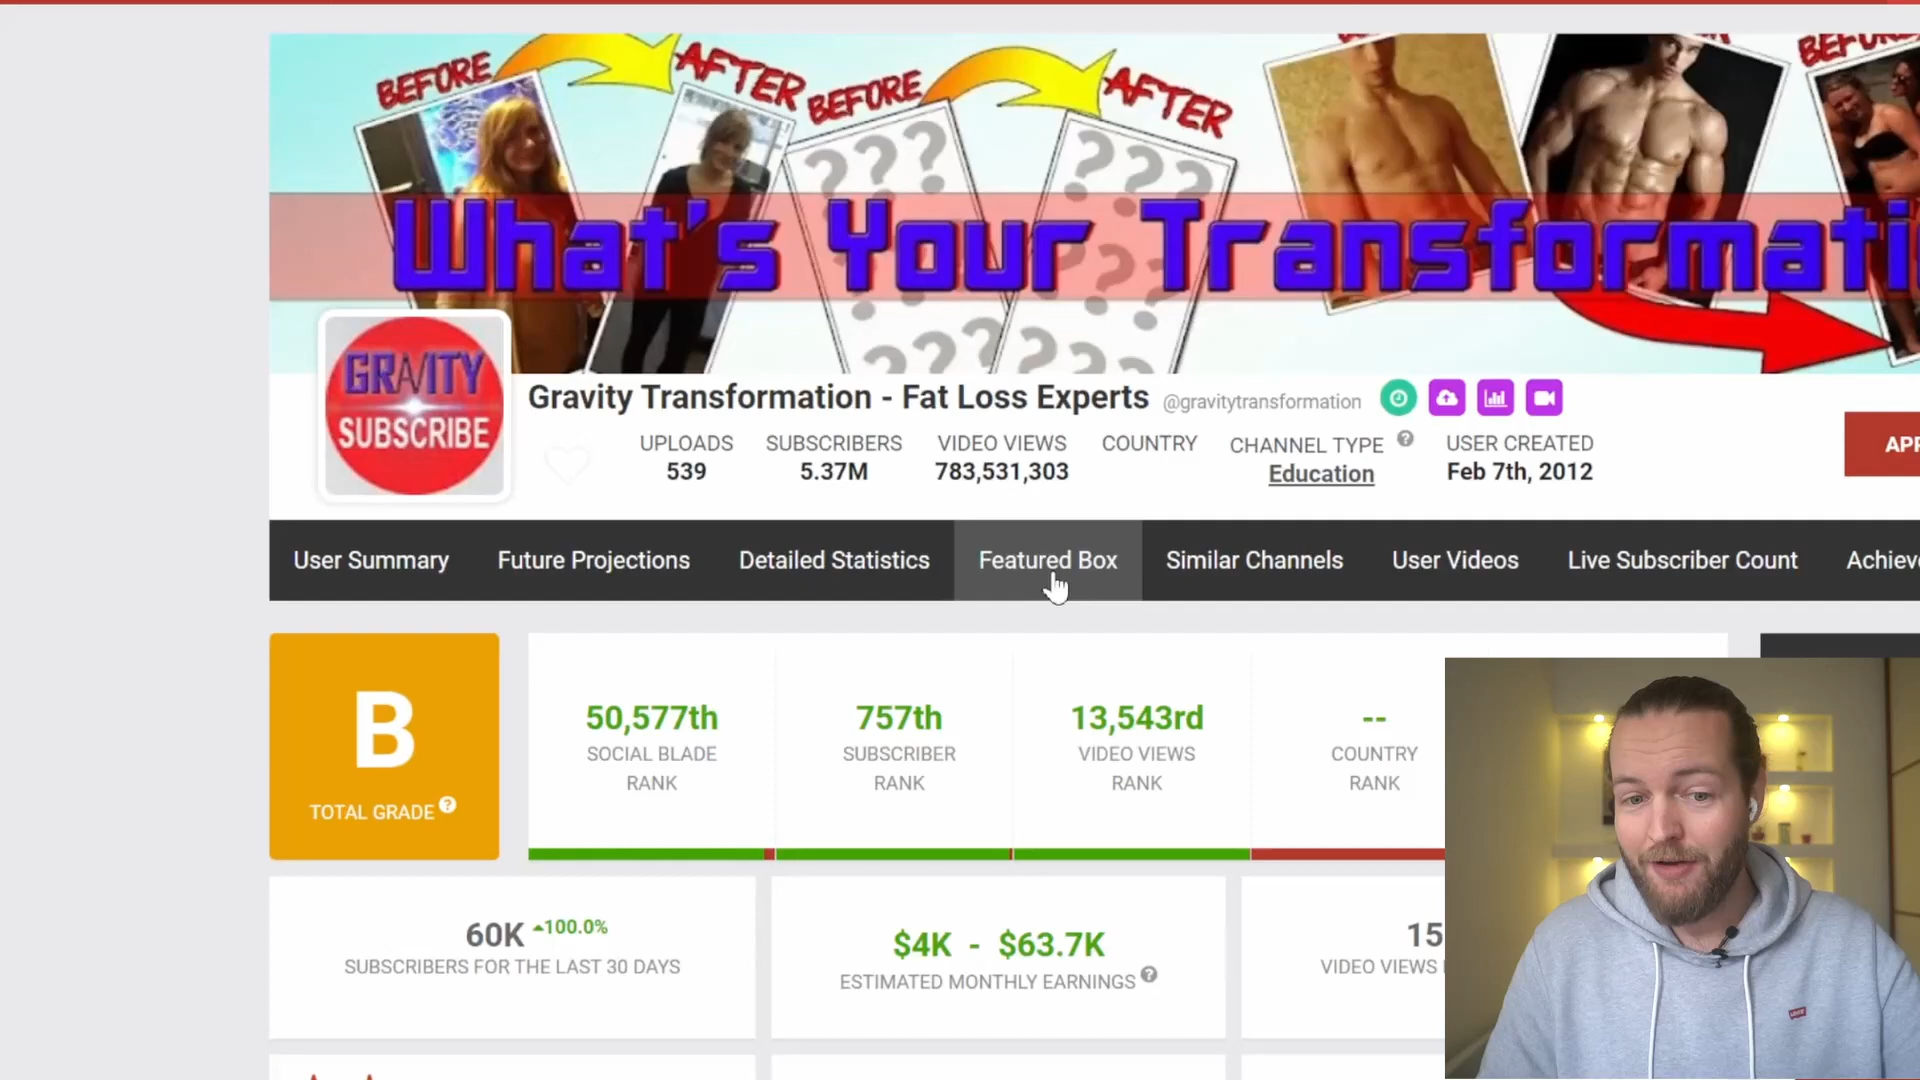 BEFORE AFTER BEFORE AFTER
??? ???
What's Your
GRAVITY
SUBSCRIBE
Gravity Transformation - Fat Loss Experts @gravitytransformation
UPLOADS SUBSCRIBERS VIDEO VIEWS COUNTRY CHANNEL TYPE ? USER CREATED
539 5.37M 783,531,303 Education Feb 7th, 2012
User Summary Future Projections Detailed Statistics Featured Box Similar Channels User Videos Live Subscriber Count
B
TOTAL GRADE ?
50,577th 757th 13,543rd --
SOCIAL BLADE SUBSCRIBER VIDEO VIEWS COUNTRY
RANK RANK RANK RANK
60K 100.0%
SUBSCRIBERS FOR THE LAST 30 DAYS
$4K - $63.7K
ESTIMATED MONTHLY EARNINGS ?
15
VIDEO VIEWS